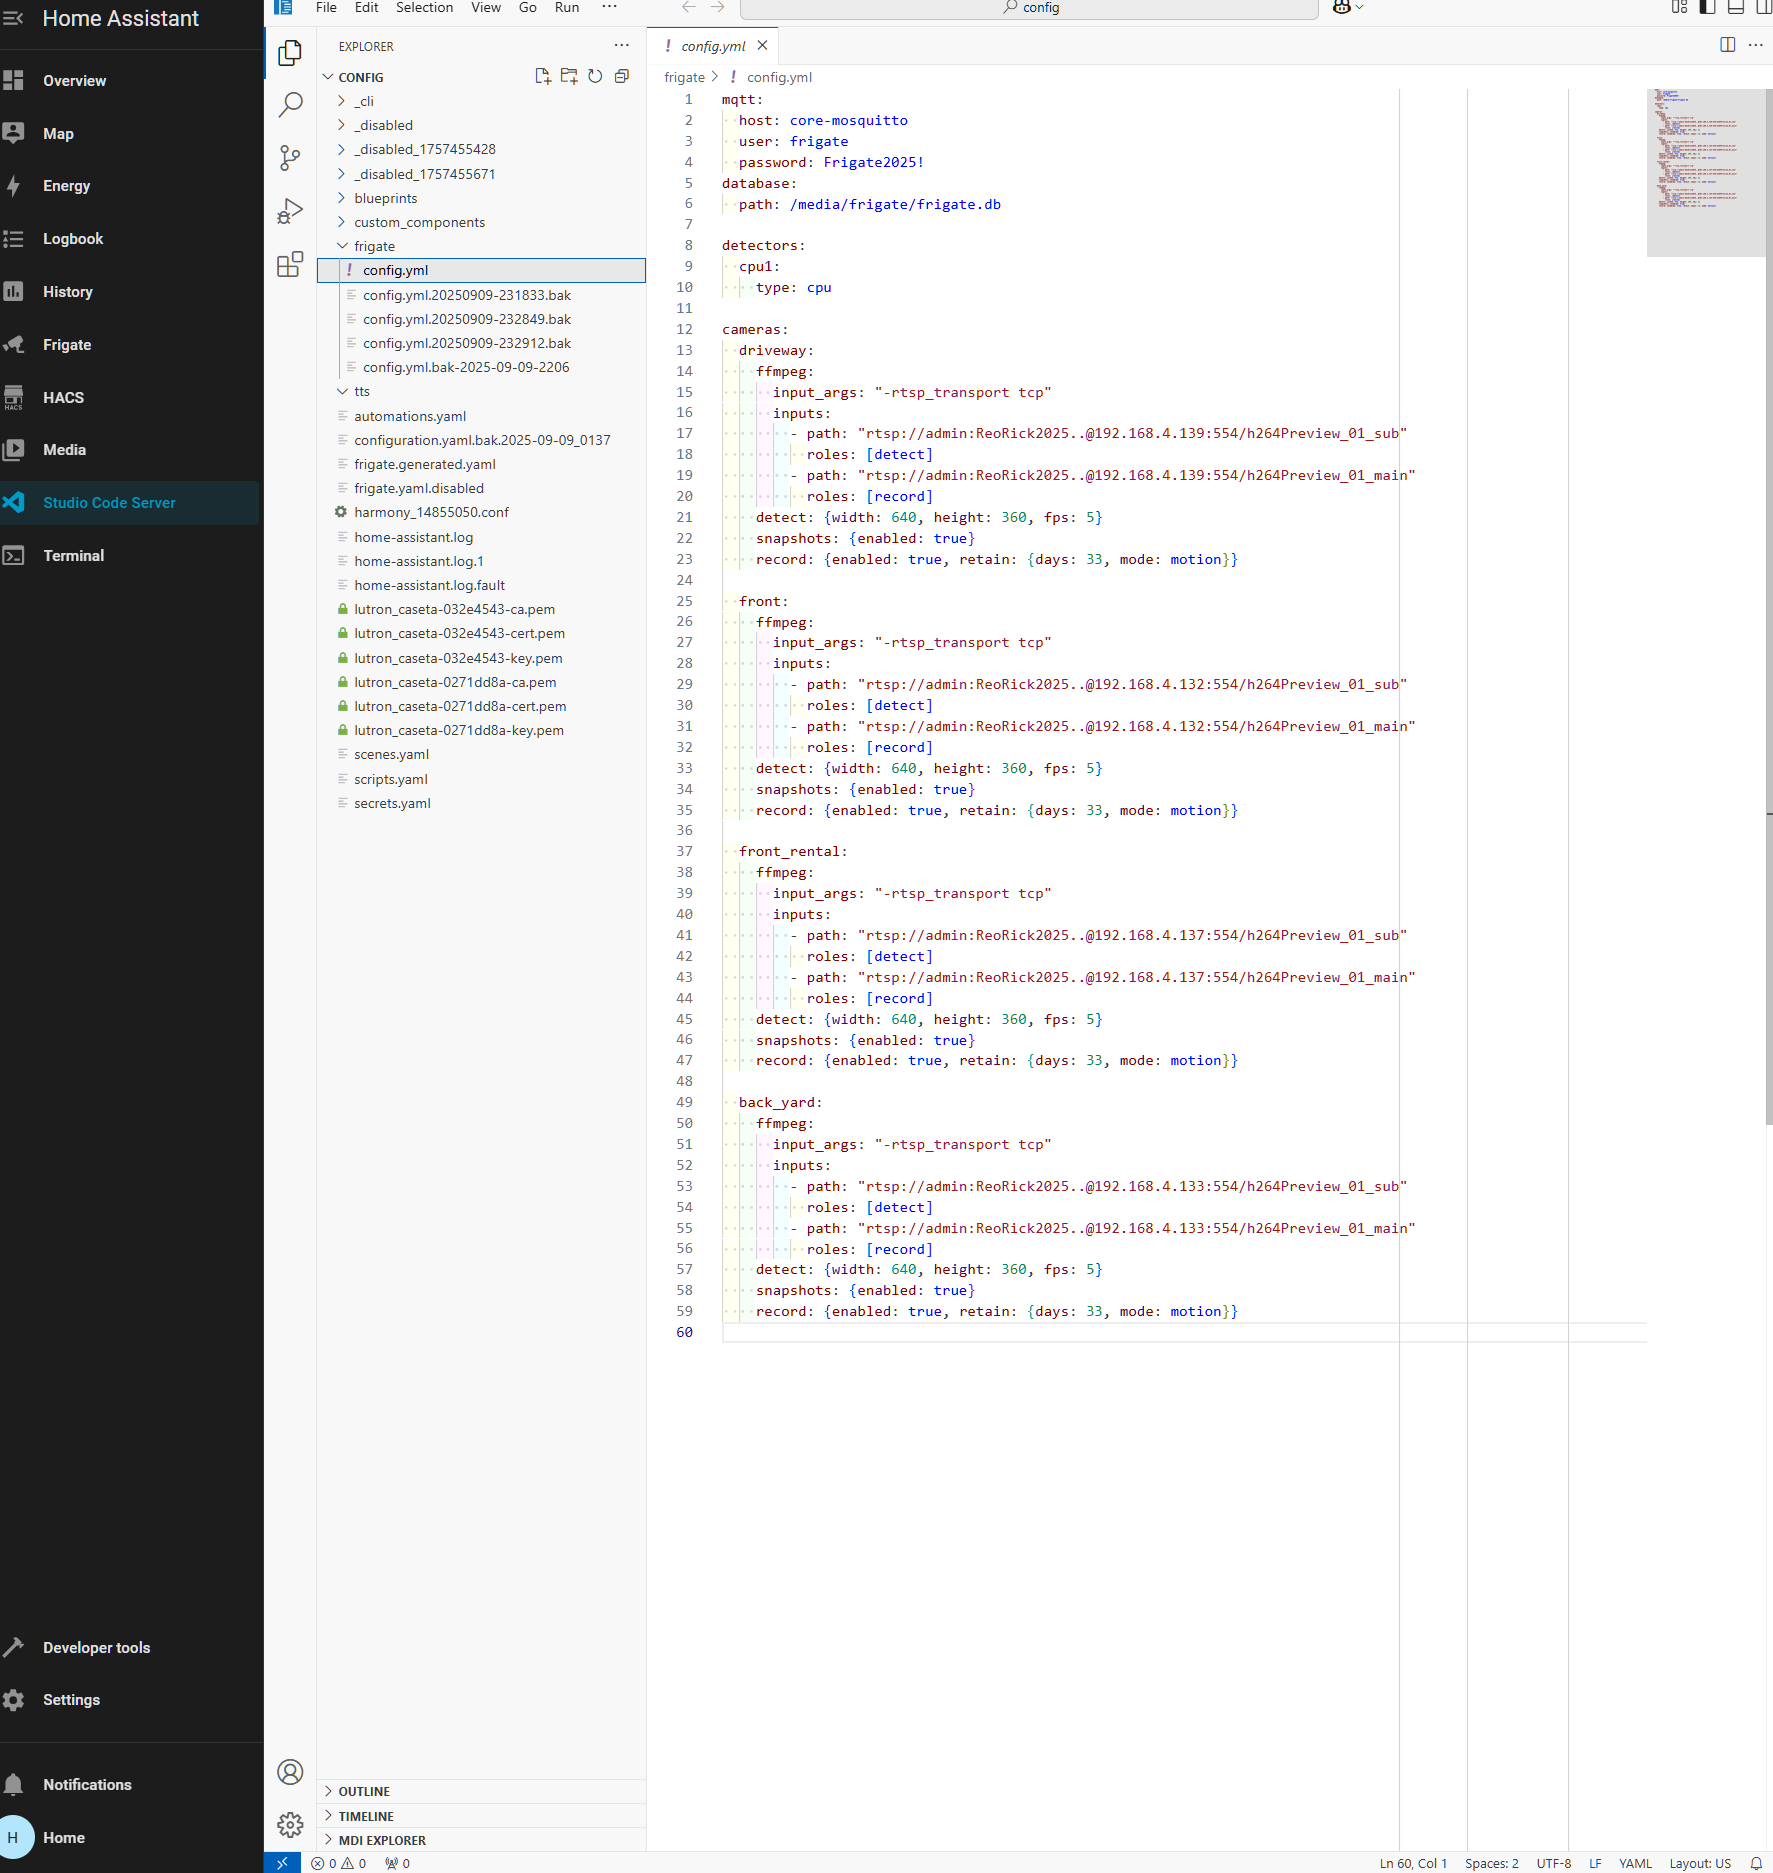 Home Assistant
Overview
Map
Energy
Logbook
History
Frigate
HACS
HACS
Media
Studio Code Server
Terminal
Developer tools
Settings
Notifications
H
Home
File Edit Selection View Go Run ···
config
EXPLORER
CONFIG
_cli
_disabled
_disabled_1757455428
_disabled_1757455671
blueprints
custom_components
frigate
! config.yml
config.yml.20250909-231833.bak
config.yml.20250909-232849.bak
config.yml.20250909-232912.bak
config.yml.bak-2025-09-09-2206
tts
automations.yaml
configuration.yaml.bak.2025-09-09_0137
frigate.generated.yaml
frigate.yaml.disabled
harmony_14855050.conf
home-assistant.log
home-assistant.log.1
home-assistant.log.fault
lutron_caseta-032e4543-ca.pem
lutron_caseta-032e4543-cert.pem
lutron_caseta-032e4543-key.pem
lutron_caseta-0271dd8a-ca.pem
lutron_caseta-0271dd8a-cert.pem
lutron_caseta-0271dd8a-key.pem
scenes.yaml
scripts.yaml
secrets.yaml
OUTLINE
TIMELINE
MDI EXPLORER
! config.yml
frigate > ! config.yml
1 mqtt:
2   host: core-mosquitto
3   user: frigate
4   password: Frigate2025!
5 database:
6   path: /media/frigate/frigate.db
7
8 detectors:
9   cpu1:
10     type: cpu
11
12 cameras:
13   driveway:
14     ffmpeg:
15       input_args: "-rtsp_transport tcp"
16       inputs:
17         - path: "rtsp://admin:ReoRick2025..@192.168.4.139:554/h264Preview_01_sub"
18           roles: [detect]
19         - path: "rtsp://admin:ReoRick2025..@192.168.4.139:554/h264Preview_01_main"
20           roles: [record]
21     detect: {width: 640, height: 360, fps: 5}
22     snapshots: {enabled: true}
23     record: {enabled: true, retain: {days: 33, mode: motion}}
24
25   front:
26     ffmpeg:
27       input_args: "-rtsp_transport tcp"
28       inputs:
29         - path: "rtsp://admin:ReoRick2025..@192.168.4.132:554/h264Preview_01_sub"
30           roles: [detect]
31         - path: "rtsp://admin:ReoRick2025..@192.168.4.132:554/h264Preview_01_main"
32           roles: [record]
33     detect: {width: 640, height: 360, fps: 5}
34     snapshots: {enabled: true}
35     record: {enabled: true, retain: {days: 33, mode: motion}}
36
37   front_rental:
38     ffmpeg:
39       input_args: "-rtsp_transport tcp"
40       inputs:
41         - path: "rtsp://admin:ReoRick2025..@192.168.4.137:554/h264Preview_01_sub"
42           roles: [detect]
43         - path: "rtsp://admin:ReoRick2025..@192.168.4.137:554/h264Preview_01_main"
44           roles: [record]
45     detect: {width: 640, height: 360, fps: 5}
46     snapshots: {enabled: true}
47     record: {enabled: true, retain: {days: 33, mode: motion}}
48
49   back_yard:
50     ffmpeg:
51       input_args: "-rtsp_transport tcp"
52       inputs:
53         - path: "rtsp://admin:ReoRick2025..@192.168.4.133:554/h264Preview_01_sub"
54           roles: [detect]
55         - path: "rtsp://admin:ReoRick2025..@192.168.4.133:554/h264Preview_01_main"
56           roles: [record]
57     detect: {width: 640, height: 360, fps: 5}
58     snapshots: {enabled: true}
59     record: {enabled: true, retain: {days: 33, mode: motion}}
60
0 0 0
Ln 60, Col 1 Spaces: 2 UTF-8 LF YAML Layout: US